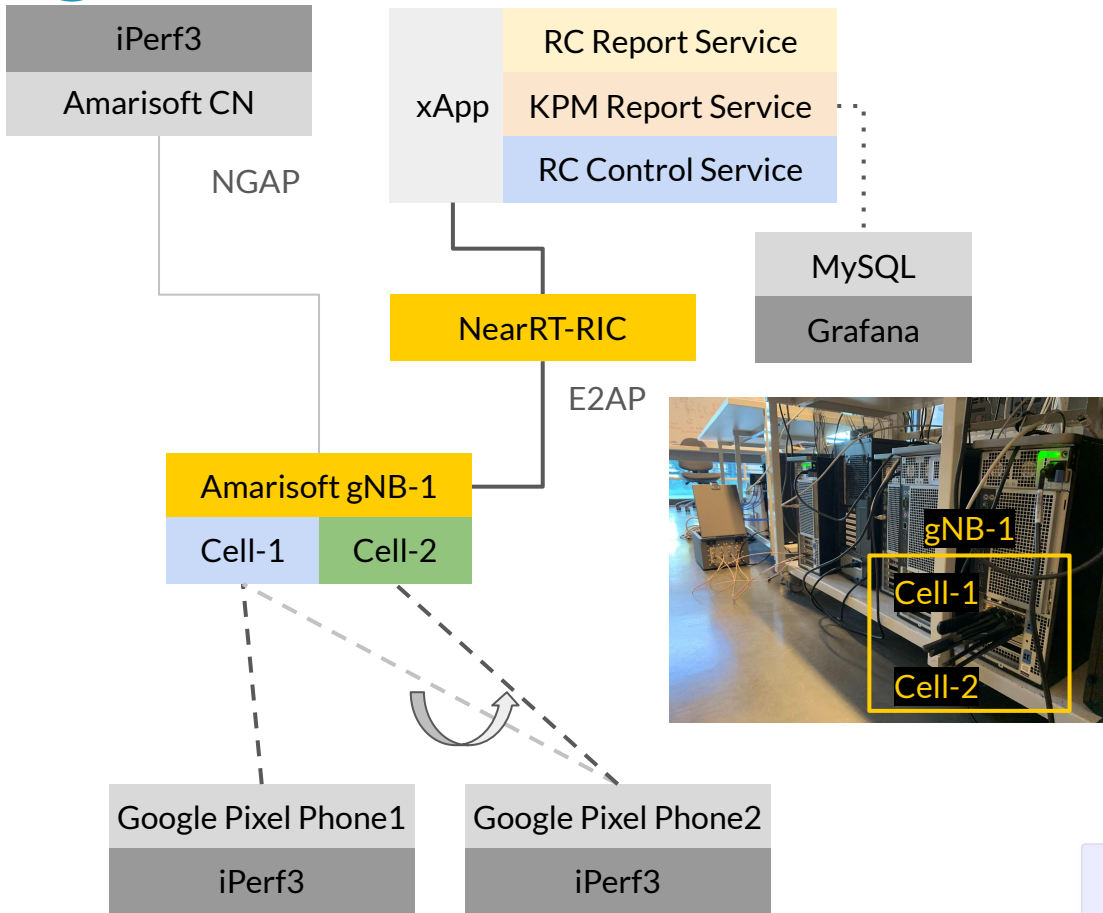 iPerf3
Amarisoft CN
xApp
RC Report Service
KPM Report Service
RC Control Service
NGAP
MySQL
Grafana
NearRT-RIC
E2AP
Amarisoft gNB-1
Cell-1
Cell-2
gNB-1
Cell-1
Cell-2
Google Pixel Phone1
iPerf3
Google Pixel Phone2
iPerf3